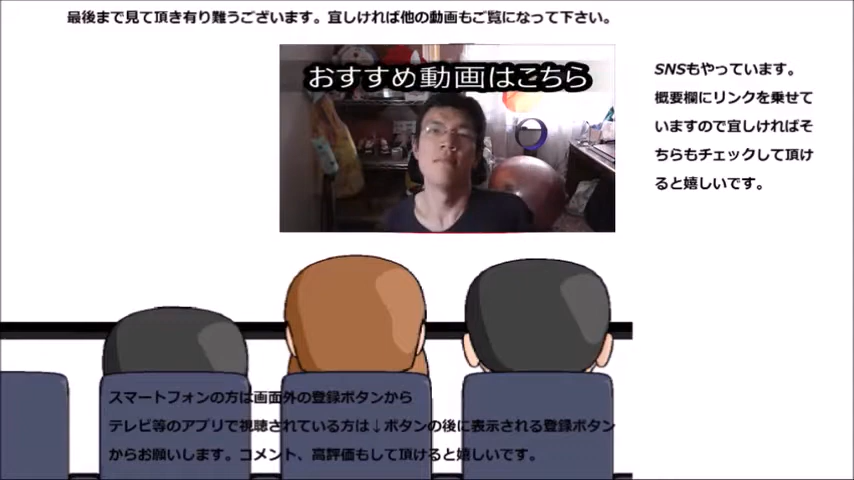 最後まで見て頂き有り難うございます。宜しければ他の動画もご覧になって下さい。
おすすめ動画はこちら
SNSもやっています。
概要欄にリンクを乗せて
いますので宜しければそ
ちらもチェックして頂け
ると嬉しいです。
スマートフォンの方は画面外の登録ボタンから
テレビ等のアプリで視聴されている方は↓ボタンの後に表示される登録ボタン
からお願いします。コメント、高評価もして頂けると嬉しいです。